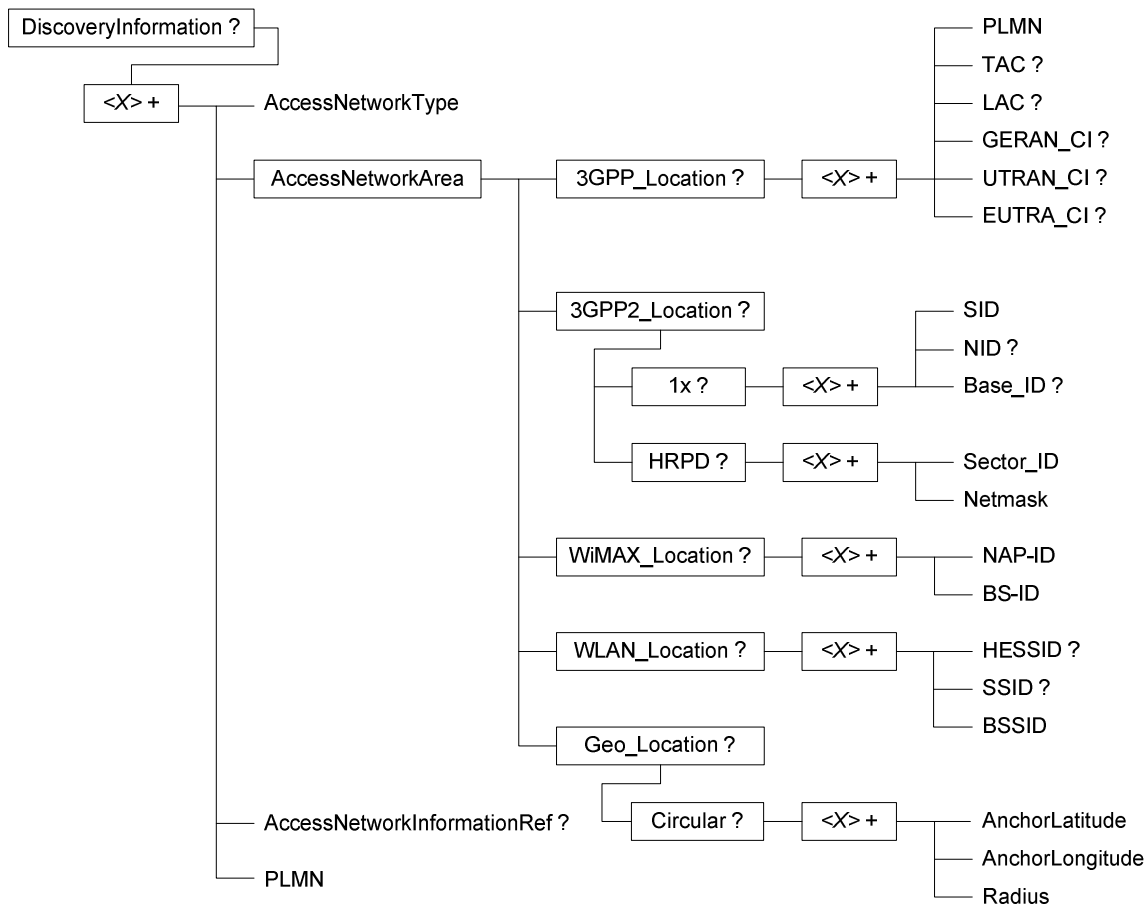 DiscoveryInformation ?
<X> +
AccessNetworkType
AccessNetworkArea
3GPP_Location ?
<X> +
PLMN
TAC ?
LAC ?
GERAN_CI ?
UTRAN_CI ?
EUTRA_CI ?
3GPP2_Location ?
1x ?
<X> +
SID
NID ?
Base_ID ?
HRPD ?
<X> +
Sector_ID
Netmask
WiMAX_Location ?
<X> +
NAP-ID
BS-ID
WLAN_Location ?
<X> +
HESSID ?
SSID ?
BSSID
Geo_Location ?
Circular ?
<X> +
AnchorLatitude
AnchorLongitude
Radius
AccessNetworkInformationRef ?
PLMN